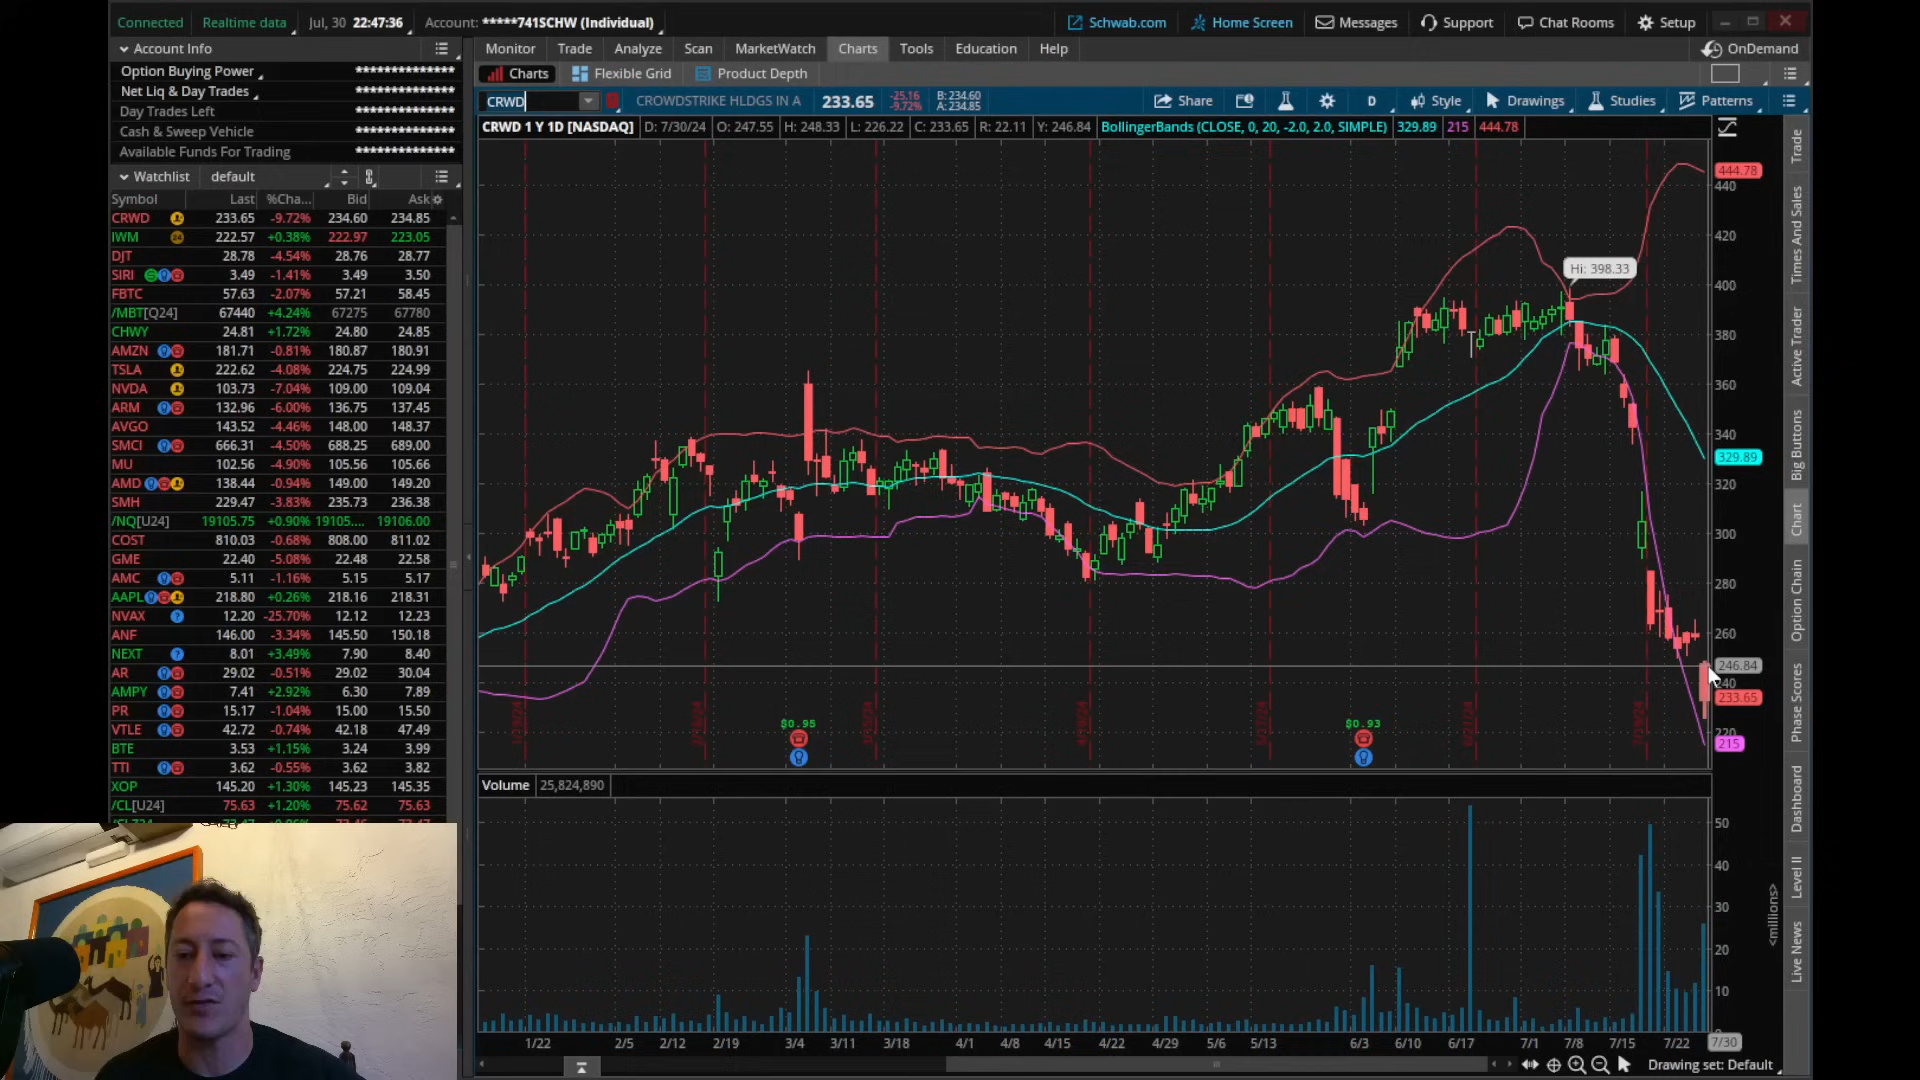 Connected Realtime data Jul, 30 22:47:36 Account: *****741SCHW (Individual) Schwab.com Home Screen Messages Support Chat Rooms Setup
Account Info Monitor Trade Analyze Scan MarketWatch Charts Tools Education Help OnDemand
Option Buying Power ************** Charts Flexible Grid Product Depth
Net Liq & Day Trades **************
Day Trades Left **************
Cash & Sweep Vehicle **************
Available Funds For Trading **************
CRWD CROWDSTRIKE HLDGS IN A 233.65 -25.16 -9.72% B: 234.60 A: 234.85 Share D Style Drawings Studies Patterns
CRWD 1 Y 1D [NASDAQ] D: 7/30/24 O: 247.55 H: 248.33 L: 226.22 C: 233.65 R: 22.11 Y: 246.84 BollingerBands (CLOSE, 0, 20, -2.0, 2.0, SIMPLE) 329.89 215 444.78
Watchlist default
Symbol Last %Cha... Bid Ask
CRWD 233.65 -9.72% 234.60 234.85
IWM 24 222.57 +0.38% 222.97 223.05
DJT 28.78 -4.54% 28.76 28.77
SIRI 3.49 -1.41% 3.49 3.50
FBTC 57.63 -2.07% 57.21 58.45
/MBT[Q24] 67440 +4.24% 67275 67780
CHWY 24.81 +1.72% 24.80 24.85
AMZN 181.71 -0.81% 180.87 180.91
TSLA 222.62 -4.08% 224.75 224.99
NVDA 103.73 -7.04% 109.00 109.04
ARM 132.96 -6.00% 136.75 137.45
AVGO 143.52 -4.46% 148.00 148.37
SMCI 666.31 -4.50% 688.25 689.00
MU 102.56 -4.90% 105.56 105.66
AMD 138.44 -0.94% 149.00 149.20
SMH 229.47 -3.83% 235.73 236.38
/NQ[U24] 19105.75 +0.90% 19105.... 19106.00
COST 810.03 -0.68% 808.00 811.02
GME 22.40 -5.08% 22.48 22.58
AMC 5.11 -1.16% 5.15 5.17
AAPL 218.80 +0.26% 218.16 218.31
NVAX 12.20 -25.70% 12.12 12.23
ANF 146.00 -3.34% 145.50 150.18
NEXT 8.01 +3.49% 7.90 8.40
AR 29.02 -0.51% 29.02 30.04
AMPY 7.41 +2.92% 6.30 7.89
PR 15.17 -1.04% 15.00 15.50
VTLE 42.72 -0.74% 42.18 47.49
BTE 3.53 +1.15% 3.24 3.99
TTI 3.62 -0.55% 3.62 3.82
XOP 145.20 +1.30% 145.23 145.35
/CL[U24] 75.63 +1.20% 75.62 75.63
Hi: 398.33
444.78
440
420
400
380
360
340
329.89
320
300
280
260
246.84
240
233.65
220
215
$0.95 $0.93
Volume 25,824,890
50
40
30
20
10
<millions>
1/22 2/5 2/12 2/19 3/4 3/11 3/18 4/1 4/8 4/15 4/22 4/29 5/6 5/13 6/3 6/10 6/17 7/1 7/8 7/15 7/22 7/30
Drawing set: Default
Trade
Times And Sales
Active Trader
Big Buttons
Chart
Option Chain
Phase Scores
Dashboard
Level II
Live News